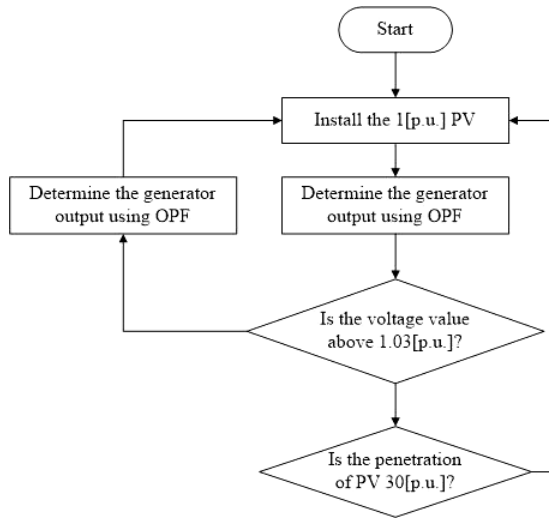 Start
Install the 1[p.u.] PV
Determine the generator
output using OPF
Determine the generator
output using OPF
Is the voltage value
above 1.03[p.u.]?
Is the penetration
of PV 30[p.u.]?